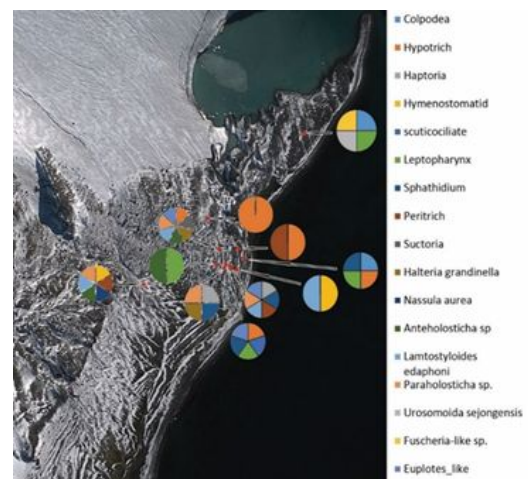 Colpodea
Hypotrich
Haptoria
Hymenostomatid
scuticociliate
Leptopharynx
Sphathidium
Peritrich
Suctoria
Halteria grandinella
Nassula aurea
Anteholosticha sp
Lamtostyloides
edaphoni
Paraholosticha sp.
Urosomoida sejongensis
Fuscheria-like sp.
Euplotes_like